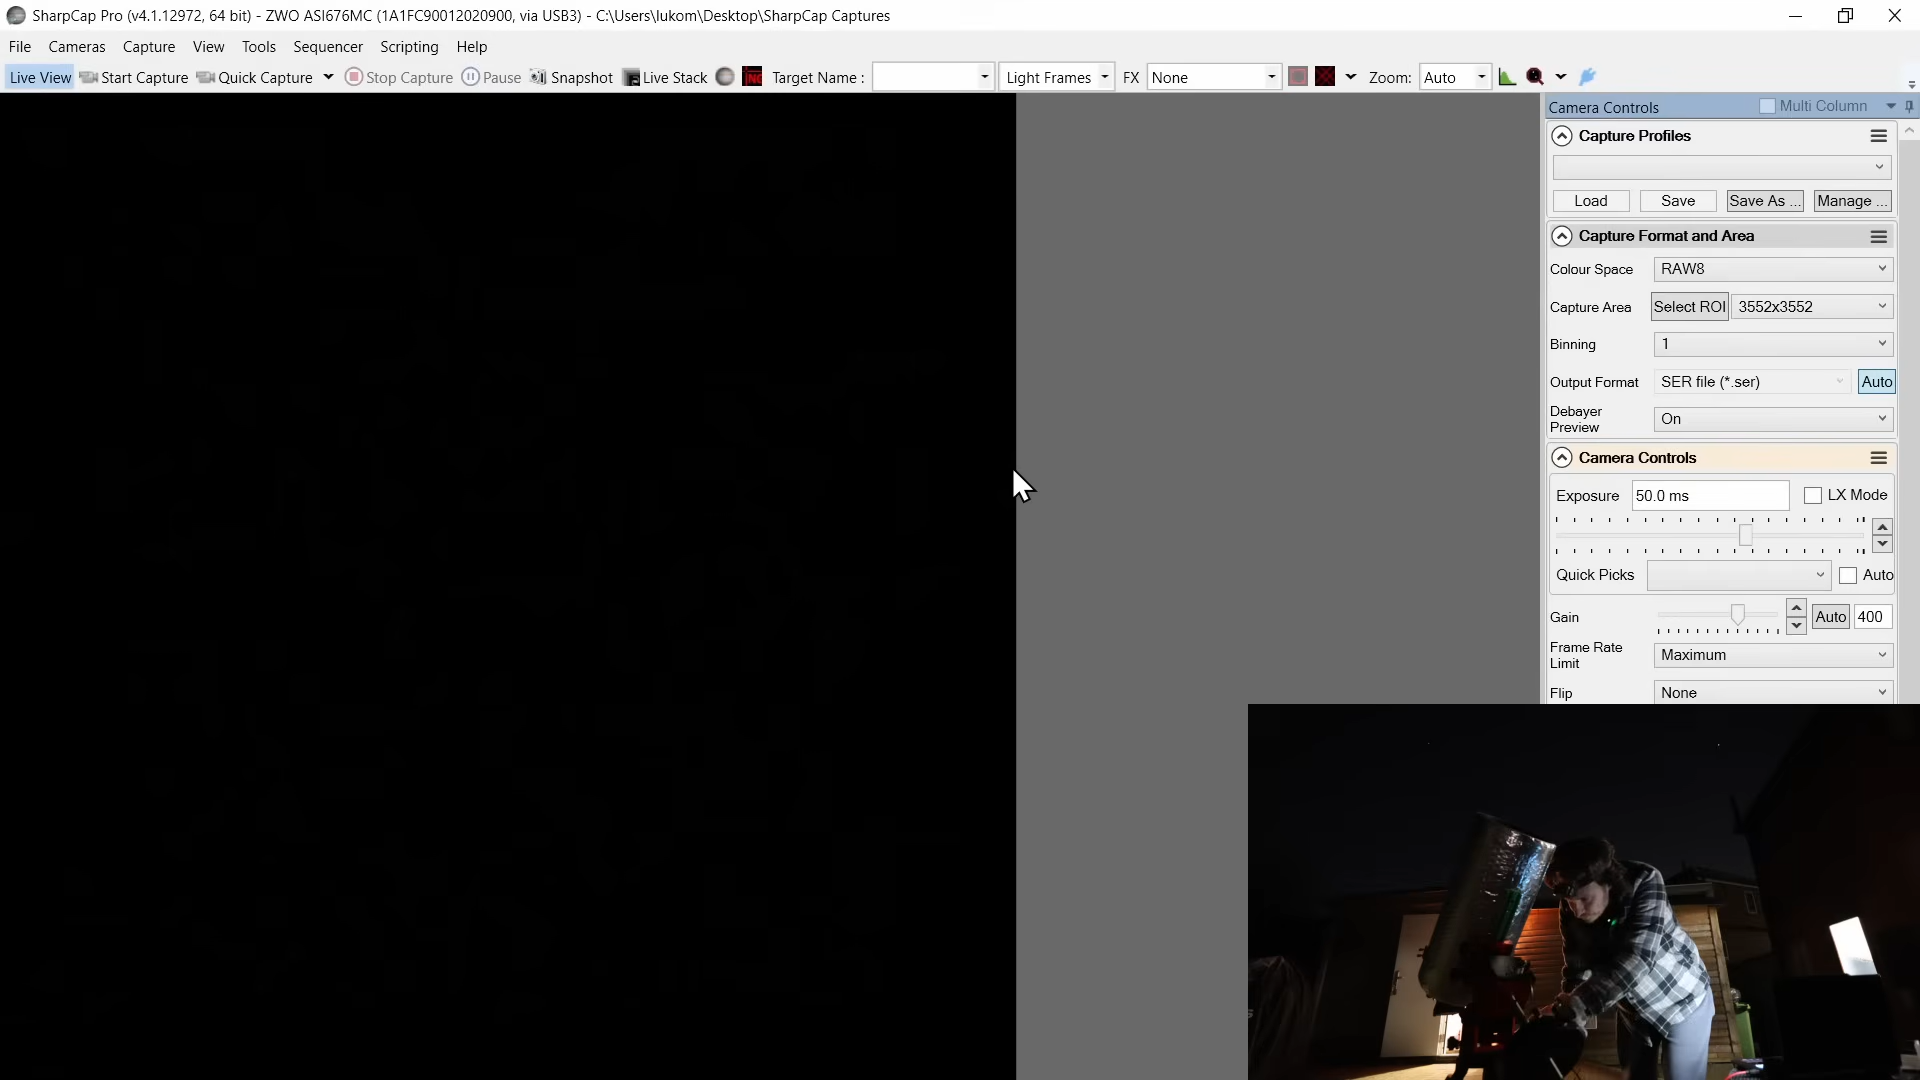 SharpCap Pro (v4.1.12972, 64 bit) - ZWO ASI676MC (1A1FC90012020900, via USB3) - C:\Users\lukom\Desktop\SharpCap Captures
File Cameras Capture View Tools Sequencer Scripting Help
Live View Start Capture Quick Capture Stop Capture Pause Snapshot Live Stack Target Name : Light Frames FX None Zoom: Auto
Camera Controls Multi Column
Capture Profiles
Load Save Save As ... Manage ...
Capture Format and Area
Colour Space RAW8
Capture Area Select ROI 3552x3552
Binning 1
Output Format SER file (*.ser) Auto
Debayer Preview On
Camera Controls
Exposure 50.0 ms LX Mode
Quick Picks Auto
Gain Auto 400
Frame Rate Limit Maximum
Flip None